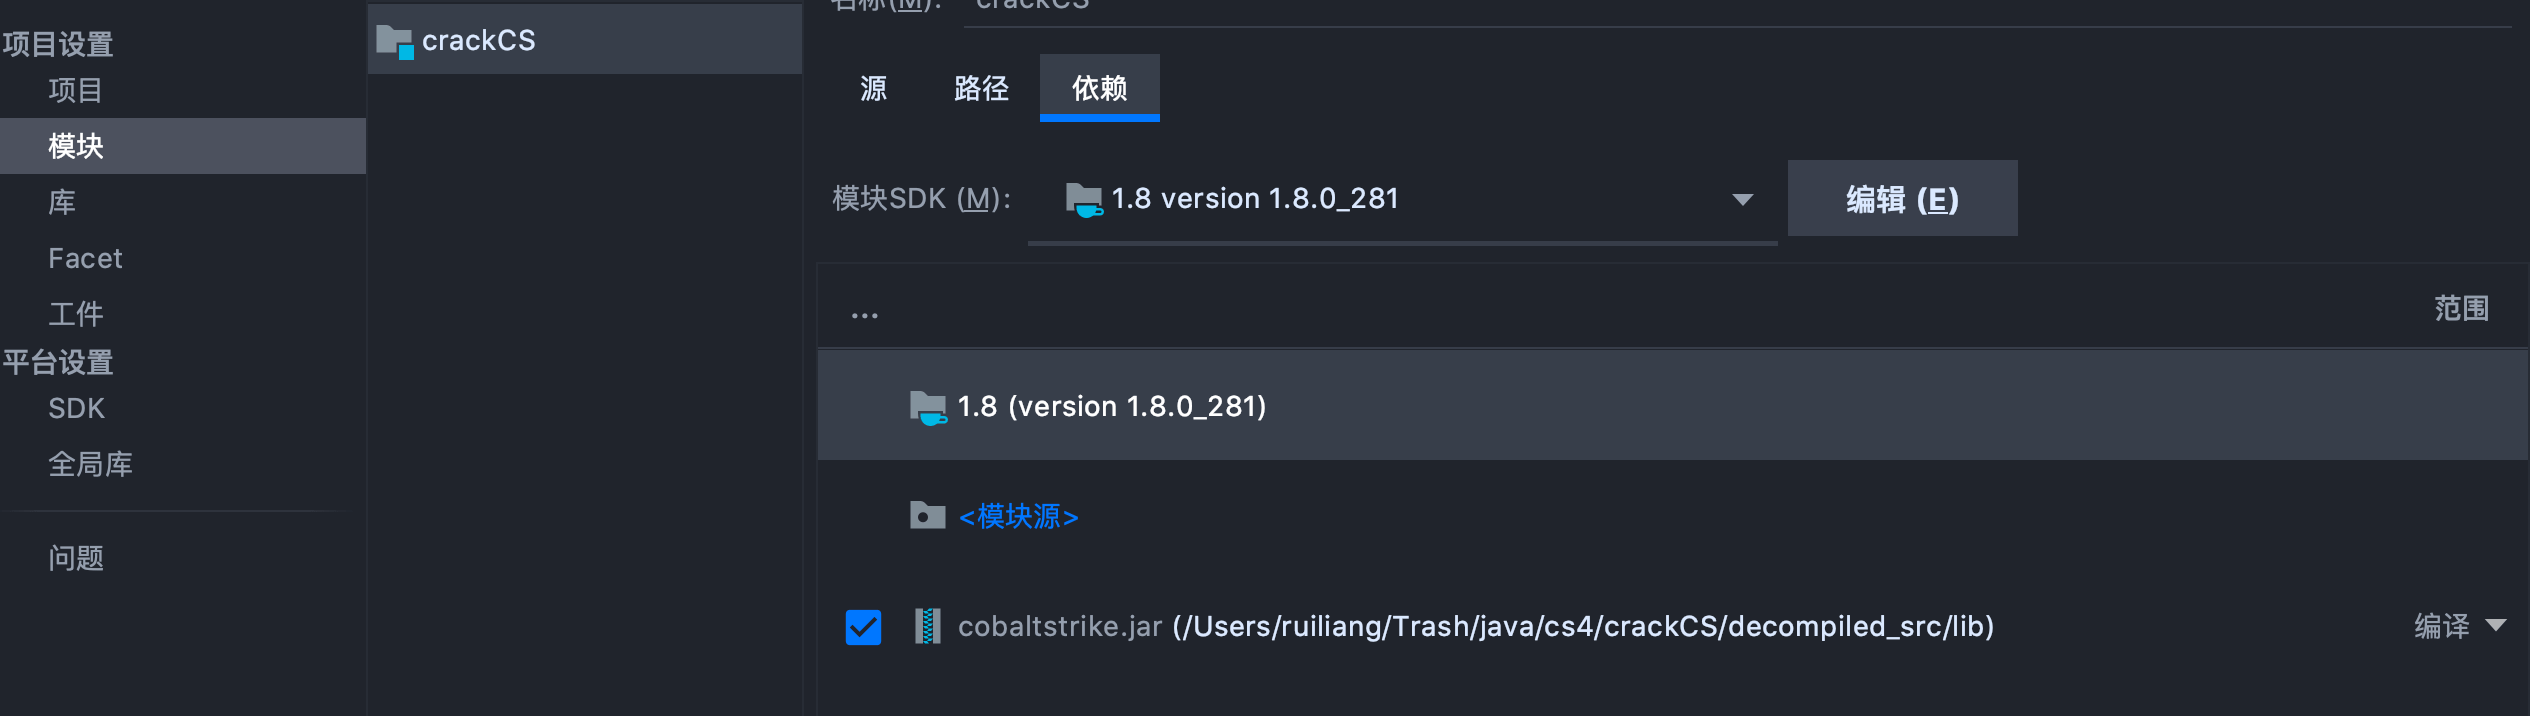 名称(M): crackCS
项目设置
项目
模块
库
Facet
工件
平台设置
SDK
全局库
问题
crackCS
源 路径 依赖
模块SDK (M): 1.8 version 1.8.0_281 编辑 (E)
... 范围
1.8 (version 1.8.0_281)
<模块源>
cobaltstrike.jar (/Users/ruiliang/Trash/java/cs4/crackCS/decompiled_src/lib) 编译